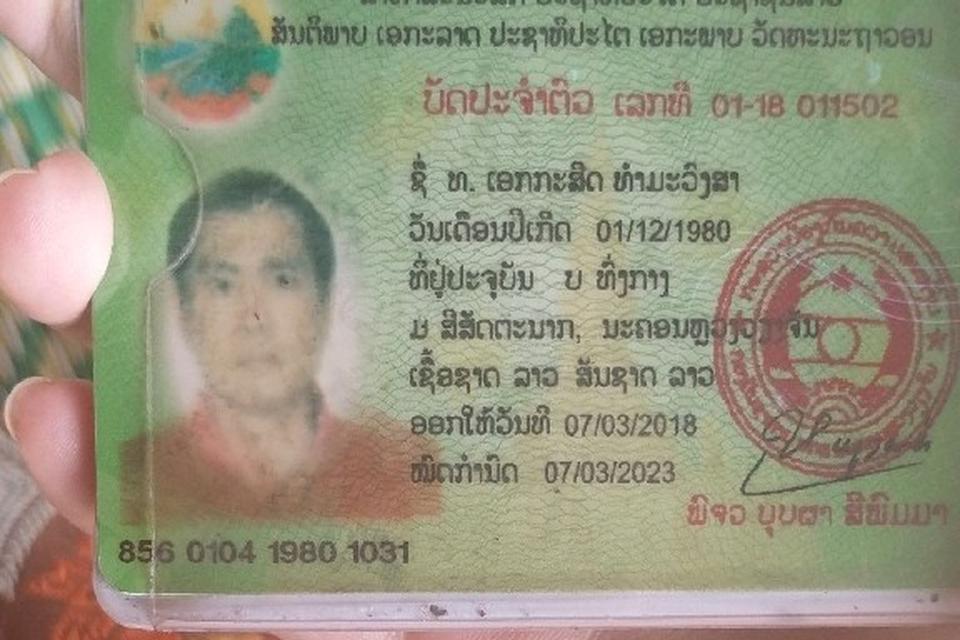 ສັນຕິພາບ ເອກະລາດ ປະຊາທິປະໄຕ ເອກະພາບ ວັດທະນະຖາວອນ
ບັດປະຈຳຕົວ ເລກທີ 01-18 011502
ຊື່ ທ. ເອກກະສິດ ທຳມະວົງສາ
ວັນເດືອນປີເກີດ 01/12/1980
ທີ່ຢູ່ປະຈຸບັນ ບ ທົ່ງກາງ
ມ ສີສັດຕະນາກ, ນະຄອນຫຼວງວຽງຈັນ
ເຊື້ອຊາດ ລາວ ສັນຊາດ ລາວ
ອອກໃຫ້ວັນທີ 07/03/2018
ໝົດກຳນົດ 07/03/2023
ພົຈວ ບຸບຜາ ສີພົມມາ
856 0104 1980 1031